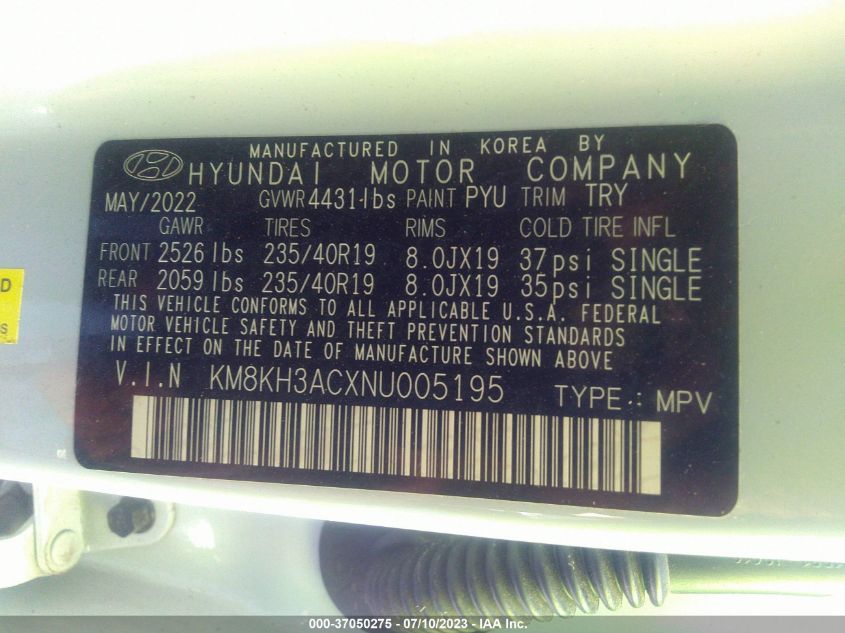 MANUFACTURED IN KOREA BY
HYUNDAI MOTOR COMPANY
MAY/2022 GVWR 4431 lbs PAINT PYU TRIM TRY
GAWR TIRES RIMS COLD TIRE INFL
FRONT 2526 lbs 235/40R19 8.0JX19 37psi SINGLE
REAR 2059 lbs 235/40R19 8.0JX19 35psi SINGLE
THIS VEHICLE CONFORMS TO ALL APPLICABLE U.S.A. FEDERAL
MOTOR VEHICLE SAFETY AND THEFT PREVENTION STANDARDS
IN EFFECT ON THE DATE OF MANUFACTURE SHOWN ABOVE
V.I.N KM8KH3ACXNU005195 TYPE : MPV
D
s
000-37050275 - 07/10/2023 - IAA Inc.